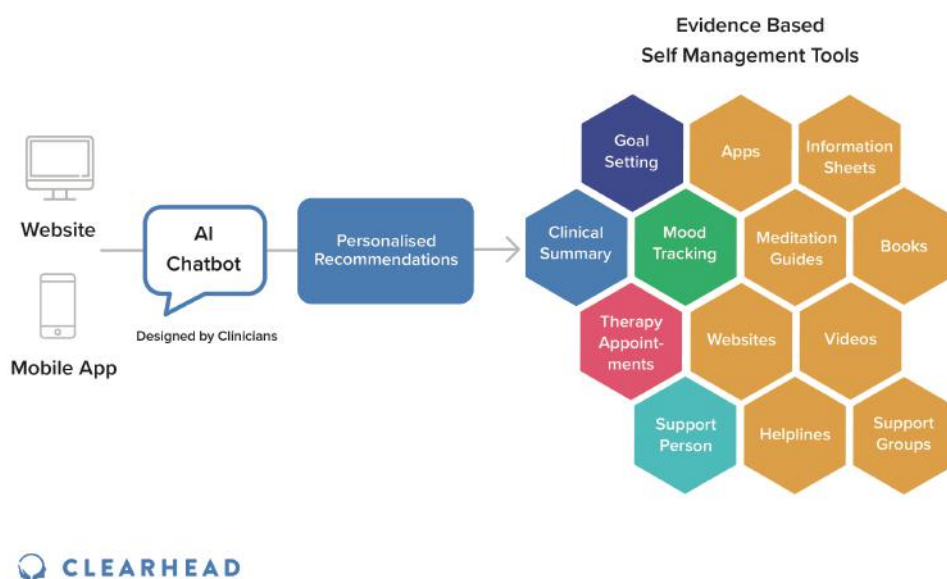 Evidence Based
Self Management Tools
Website
Mobile App
AI
Chatbot
Designed by Clinicians
Personalised
Recommendations
Goal
Setting
Apps
Information
Sheets
Clinical
Summary
Mood
Tracking
Meditation
Guides
Books
Therapy
Appoint-
ments
Websites
Videos
Support
Person
Helplines
Support
Groups
CLEARHEAD